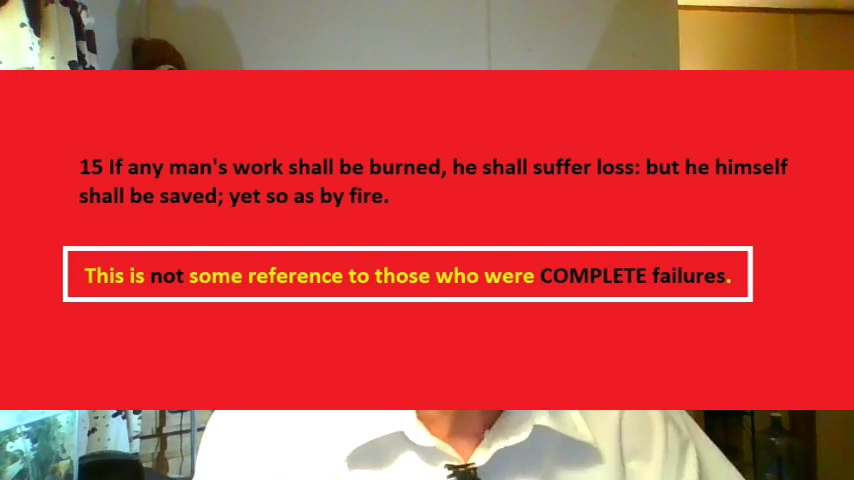 15 If any man's work shall be burned, he shall suffer loss: but he himself
shall be saved; yet so as by fire.
This is not some reference to those who were COMPLETE failures.